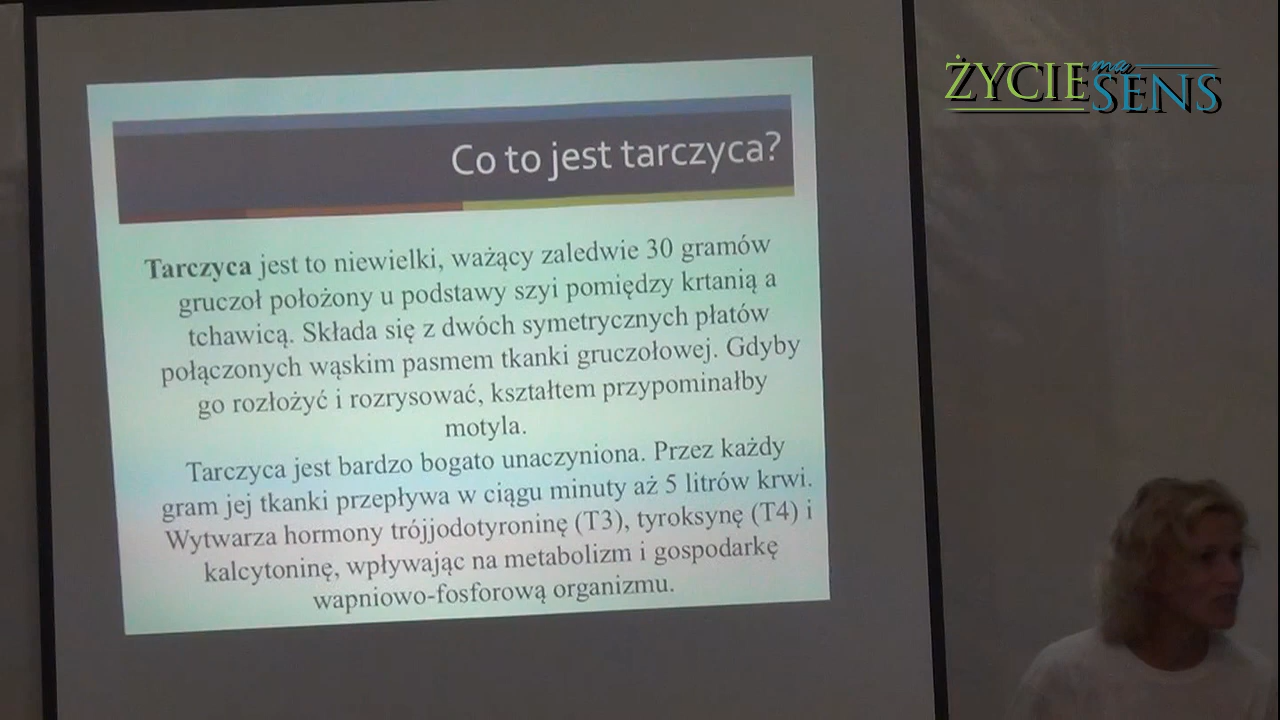 ŻYCIE ma SENS
Co to jest tarczyca?
Tarczyca jest to niewielki, ważący zaledwie 30 gramów
gruczoł położony u podstawy szyi pomiędzy krtanią a
tchawicą. Składa się z dwóch symetrycznych płatów
połączonych wąskim pasmem tkanki gruczołowej. Gdyby
go rozłożyć i rozrysować, kształtem przypominałby
motyla.
Tarczyca jest bardzo bogato unaczyniona. Przez każdy
gram jej tkanki przepływa w ciągu minuty aż 5 litrów krwi.
Wytwarza hormony trójjodotyroninę (T3), tyroksynę (T4) i
kalcytoninę, wpływając na metabolizm i gospodarkę
wapniowo-fosforową organizmu.